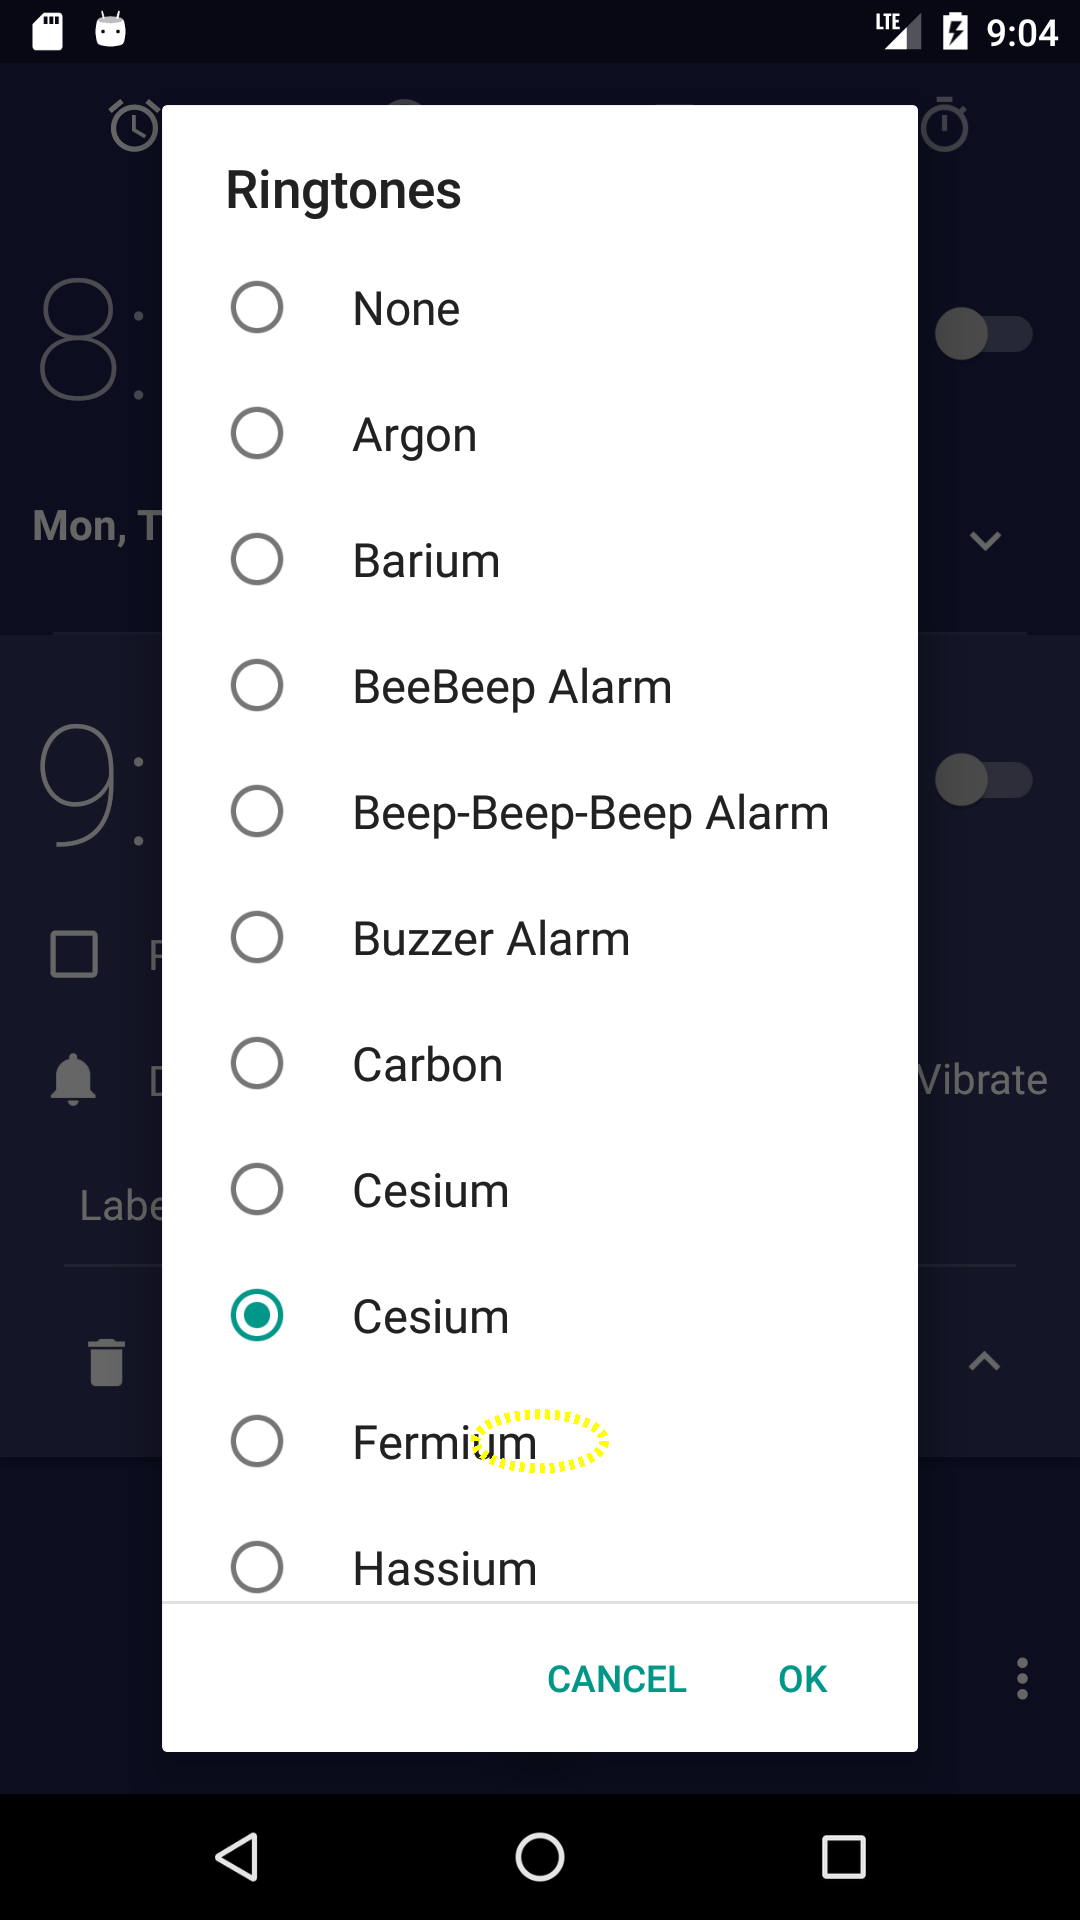 LTE 9:04
Ringtones
8:
None
Argon
Mon, T
Barium
BeeBeep Alarm
9:
Beep-Beep-Beep Alarm
Buzzer Alarm
Carbon
Vibrate
Cesium
Labe
Cesium
Fermium
Hassium
CANCEL OK